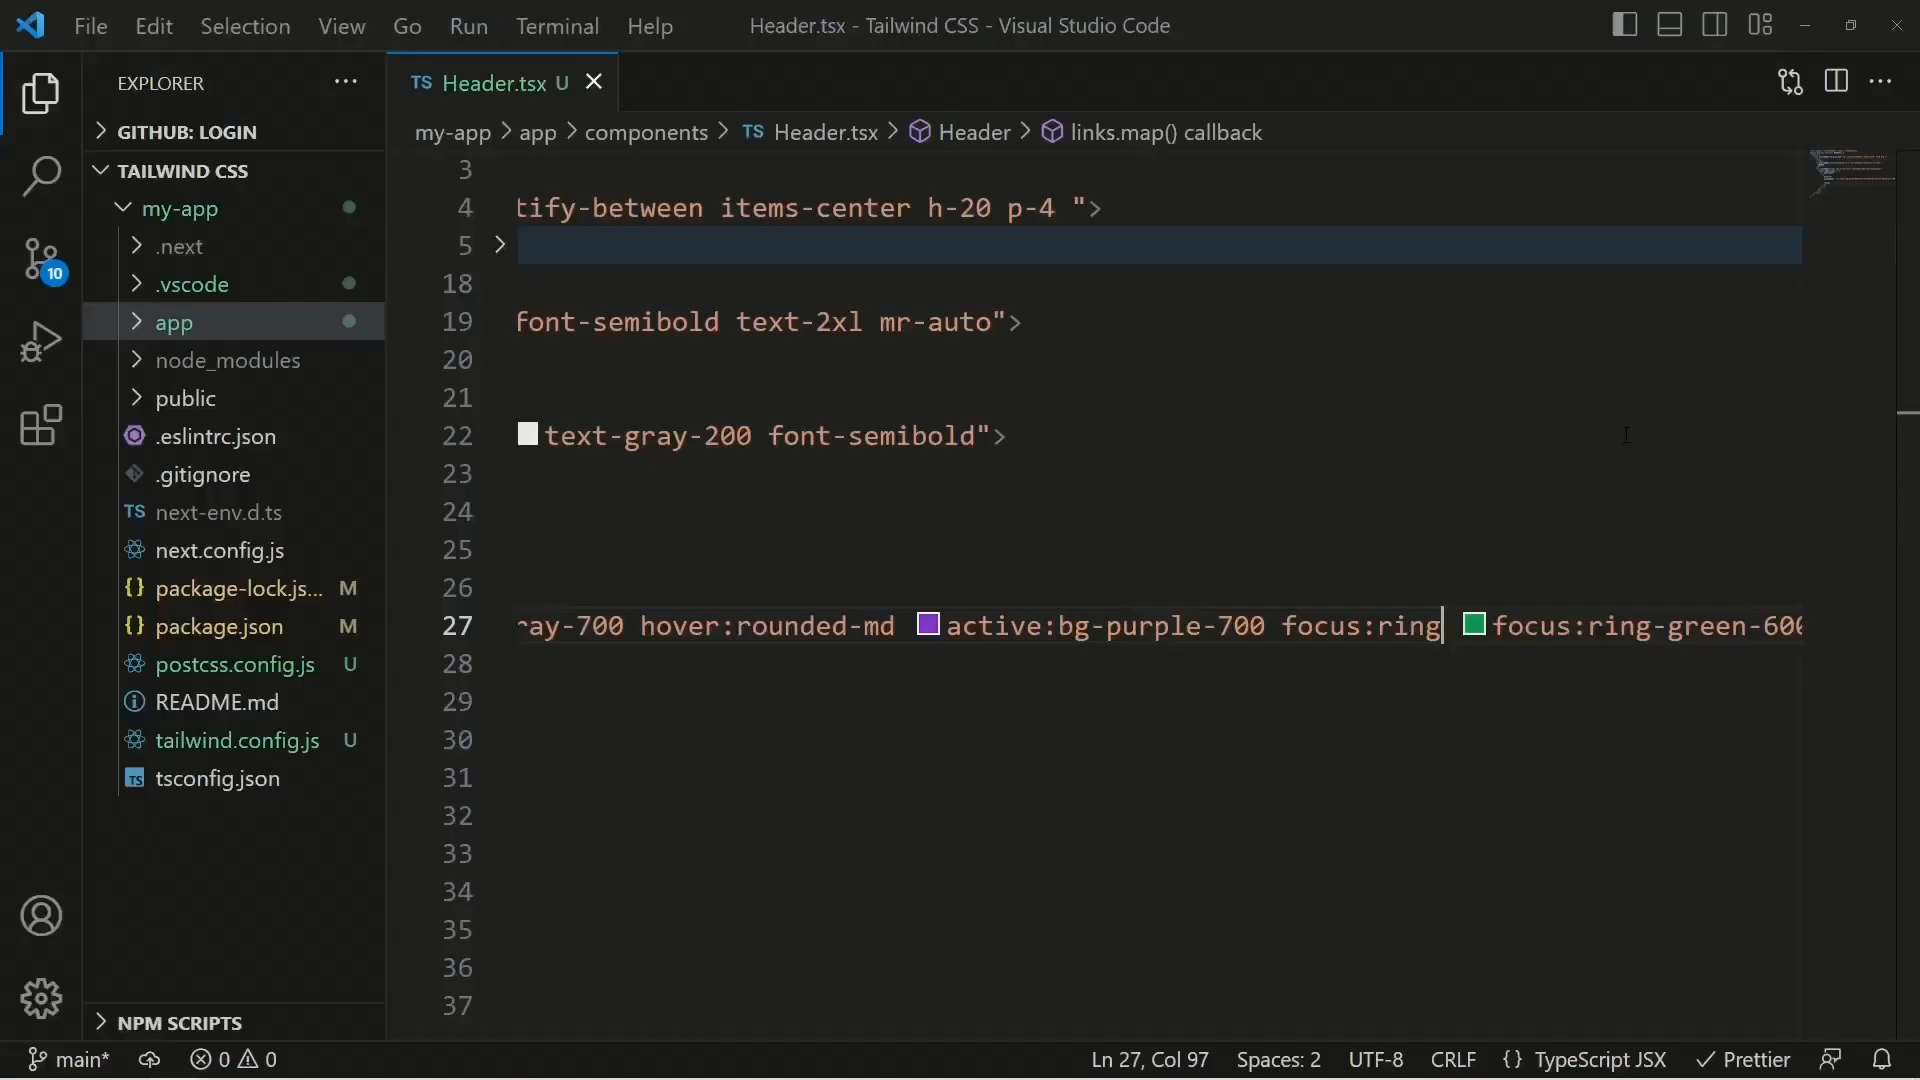 File Edit Selection View Go Run Terminal Help
Header.tsx - Tailwind CSS - Visual Studio Code
EXPLORER
GITHUB: LOGIN
TAILWIND CSS
my-app
.next
.vscode
app
node_modules
public
.eslintrc.json
.gitignore
TS next-env.d.ts
next.config.js
{} package-lock.js... M
{} package.json M
postcss.config.js U
README.md
tailwind.config.js U
TS tsconfig.json
NPM SCRIPTS
10
TS Header.tsx U
my-app > app > components > TS Header.tsx > Header > links.map() callback
3
4 tify-between items-center h-20 p-4 ">
5
18
19 font-semibold text-2xl mr-auto">
20
21
22 text-gray-200 font-semibold">
23
24
25
26
27 ray-700 hover:rounded-md active:bg-purple-700 focus:ring focus:ring-green-600
28
29
30
31
32
33
34
35
36
37
main* 0 0 Ln 27, Col 97 Spaces: 2 UTF-8 CRLF {} TypeScript JSX Prettier